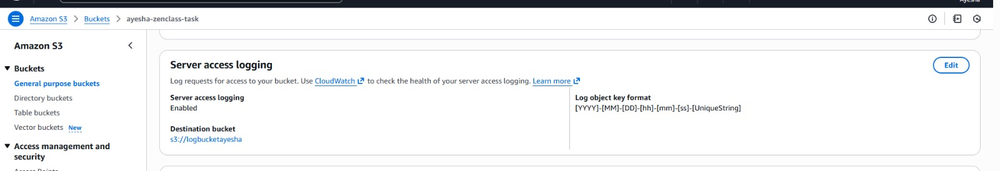 Ayesha
Amazon S3 > Buckets > ayesha-zenclass-task
Amazon S3
Buckets
General purpose buckets
Directory buckets
Table buckets
Vector buckets New
Access management and
security
Access Points
Server access logging
Edit
Log requests for access to your bucket. Use CloudWatch to check the health of your server access logging. Learn more
Server access logging
Enabled
Destination bucket
s3://logbucketayesha
Log object key format
[YYYY]-[MM]-[DD]-[hh]-[mm]-[ss]-[UniqueString]